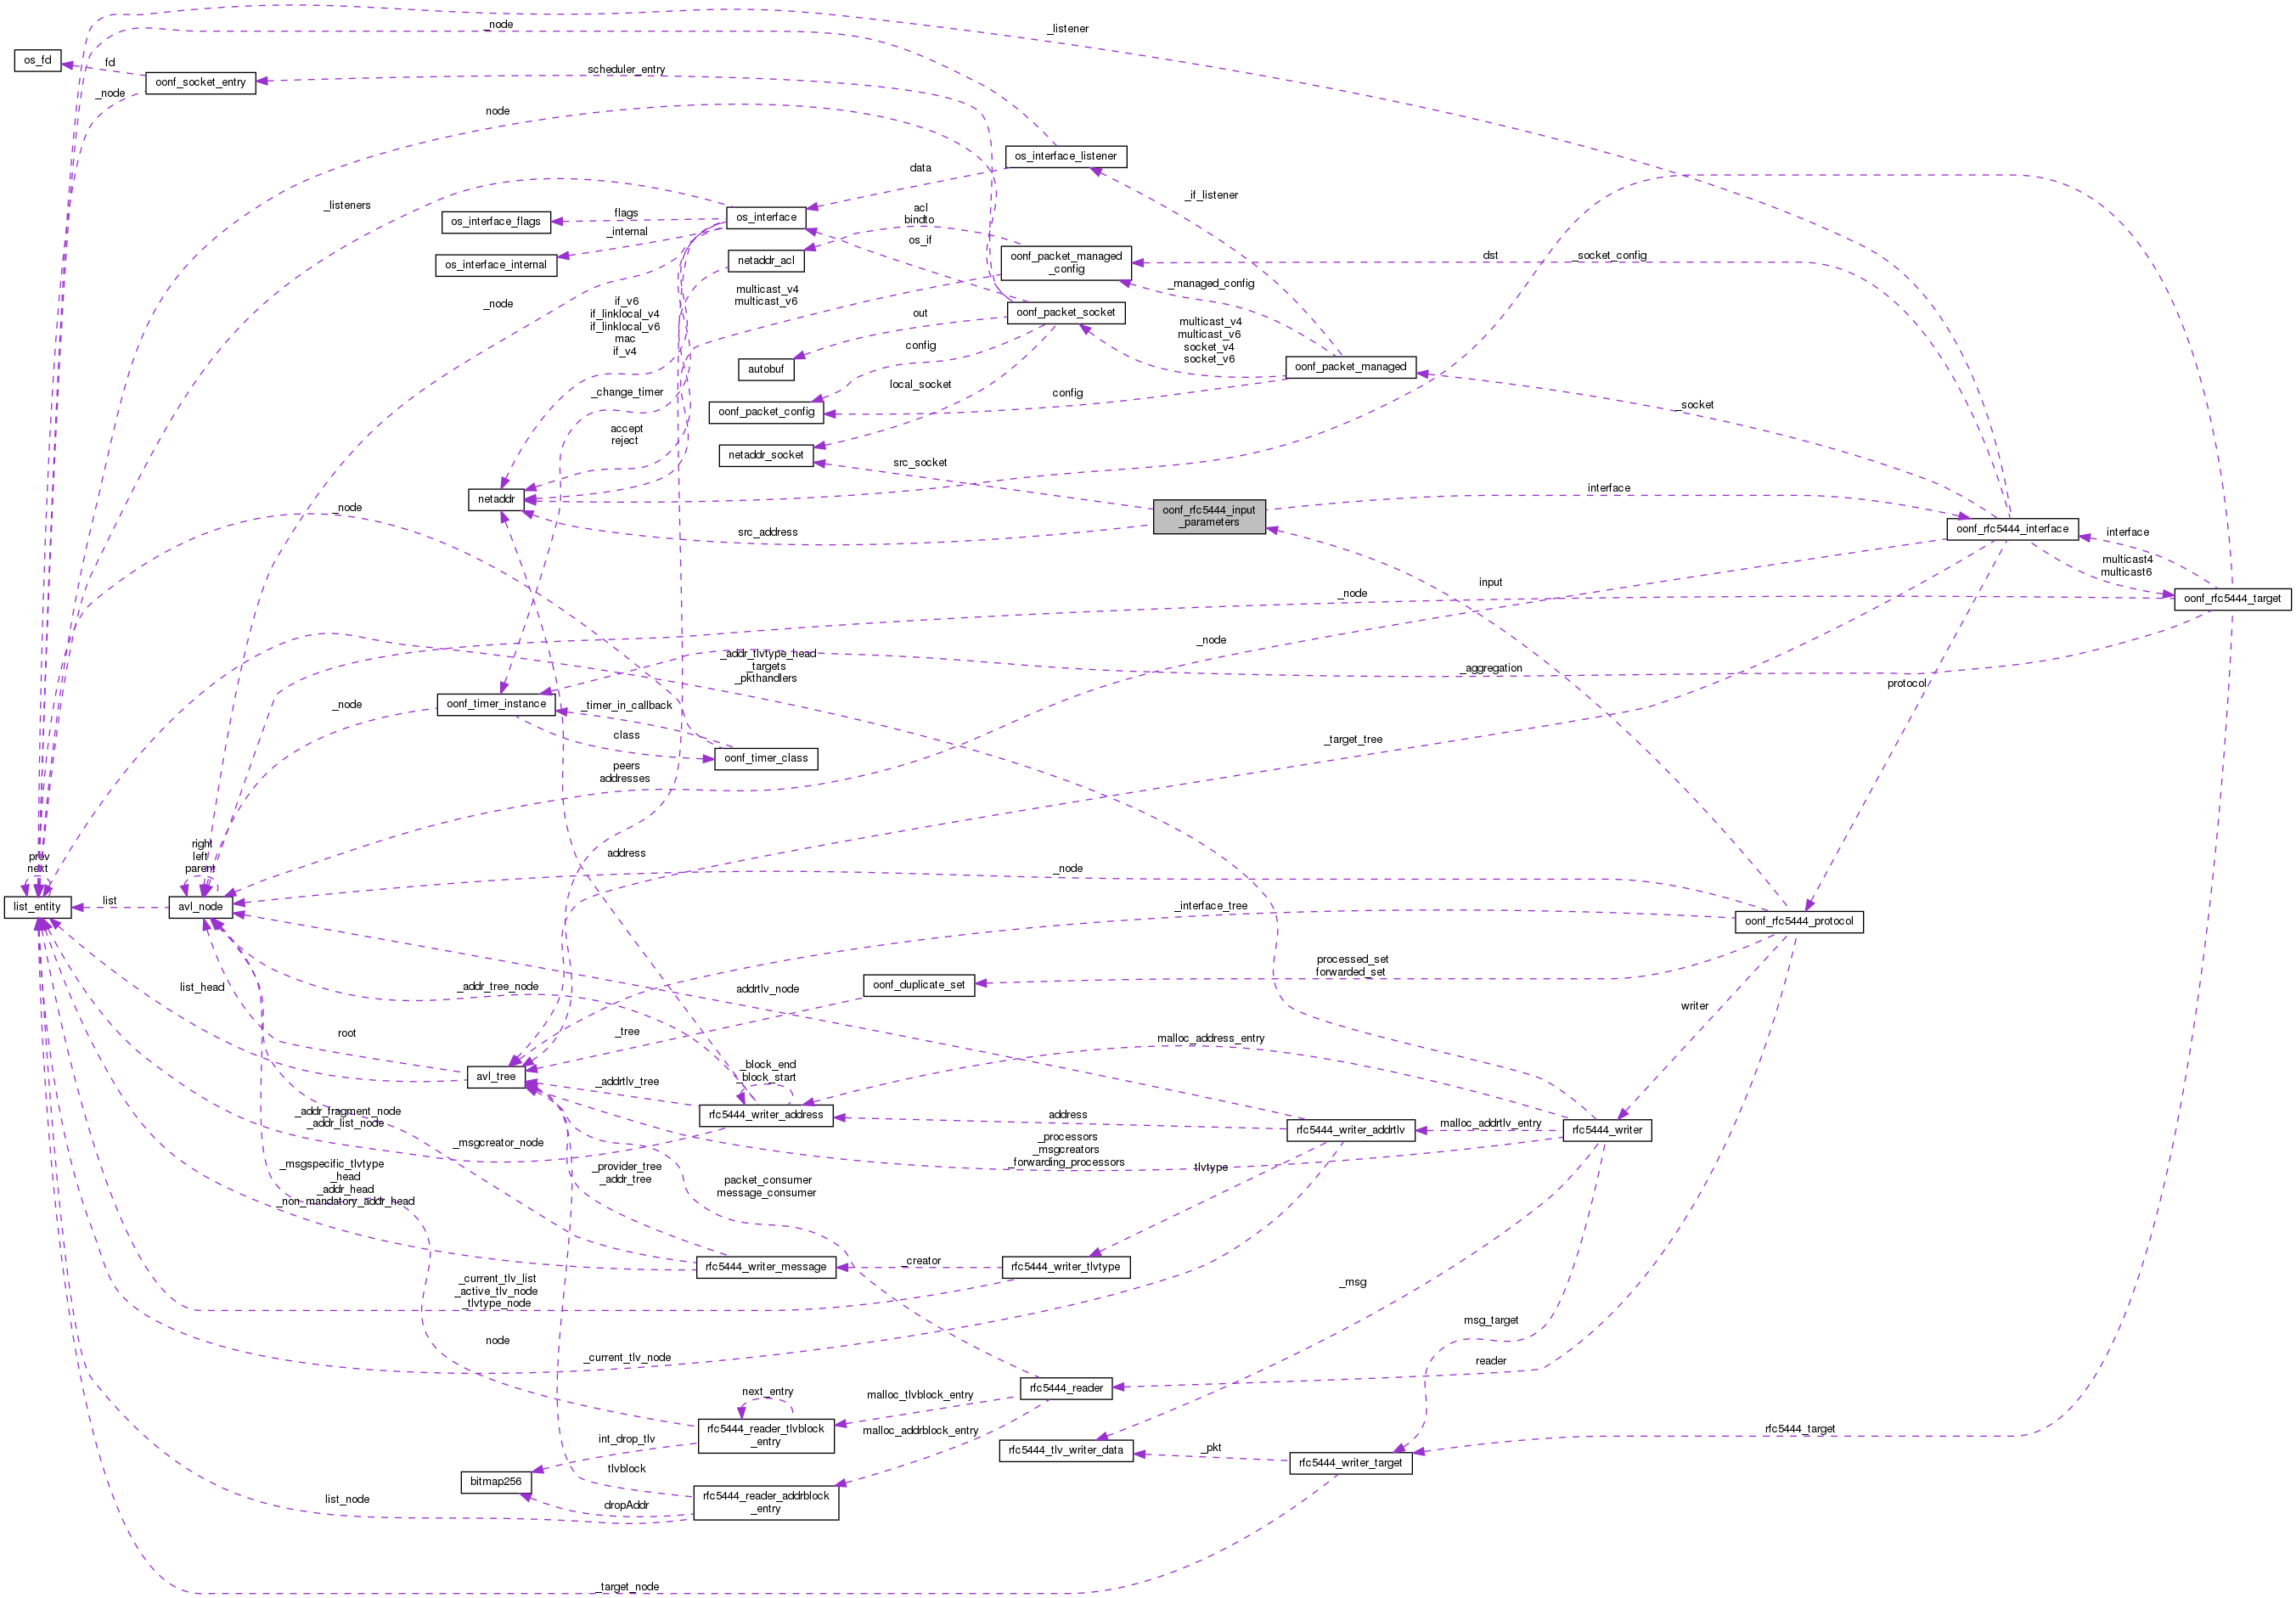 _listener
_node
os_fd
fd
scheduler_entry
oonf_socket_entry
_node
node
os_interface_listener
data
_if_listener
_listeners
os_interface
acl
bindto
os_interface_flags
flags
_internal
os_if
oonf_packet_managed
_config
dst
_socket_config
netaddr_acl
os_interface_internal
_managed_config
multicast_v4
multicast_v6
_node
if_v6
if_linklocal_v4
if_linklocal_v6
mac
if_v4
out
oonf_packet_socket
multicast_v4
multicast_v6
socket_v4
socket_v6
config
autobuf
oonf_packet_managed
_change_timer
local_socket
config
oonf_packet_config
_socket
accept
reject
netaddr_socket
src_socket
interface
netaddr
_node
oonf_rfc5444_input
_parameters
oonf_rfc5444_interface
src_address
interface
multicast4
multicast6
input
_node
oonf_rfc5444_target
_node
_addr_tlvtype_head
_targets
_pkthandlers
_aggregation
protocol
oonf_timer_instance
_node
_timer_in_callback
class
_target_tree
oonf_timer_class
peers
addresses
right
left
parent
prev
next
address
_node
list
list_entity
avl_node
_interface_tree
oonf_rfc5444_protocol
processed_set
forwarded_set
oonf_duplicate_set
list_head
_addr_tree_node
addrtlv_node
writer
root
_tree
malloc_address_entry
avl_tree
_block_end
_block_start
_addrtlv_tree
rfc5444_writer_address
address
rfc5444_writer_addrtlv
malloc_addrtlv_entry
rfc5444_writer
_addr_fragment_node
_addr_list_node
_msgcreator_node
_processors
_msgcreators
_forwarding_processors
tlvtype
_msgspecific_tlvtype
_head
_addr_head
_non_mandatory_addr_head
_provider_tree
_addr_tree
packet_consumer
message_consumer
rfc5444_writer_message
_creator
rfc5444_writer_tlvtype
_current_tlv_list
_active_tlv_node
_tlvtype_node
_msg
msg_target
node
_current_tlv_node
reader
rfc5444_reader
next_entry
malloc_tlvblock_entry
rfc5444_reader_tlvblock
_entry
malloc_addrblock_entry
rfc5444_target
int_drop_tlv
rfc5444_tlv_writer_data
_pkt
rfc5444_writer_target
tlvblock
bitmap256
list_node
dropAddr
rfc5444_reader_addrblock
_entry
_target_node